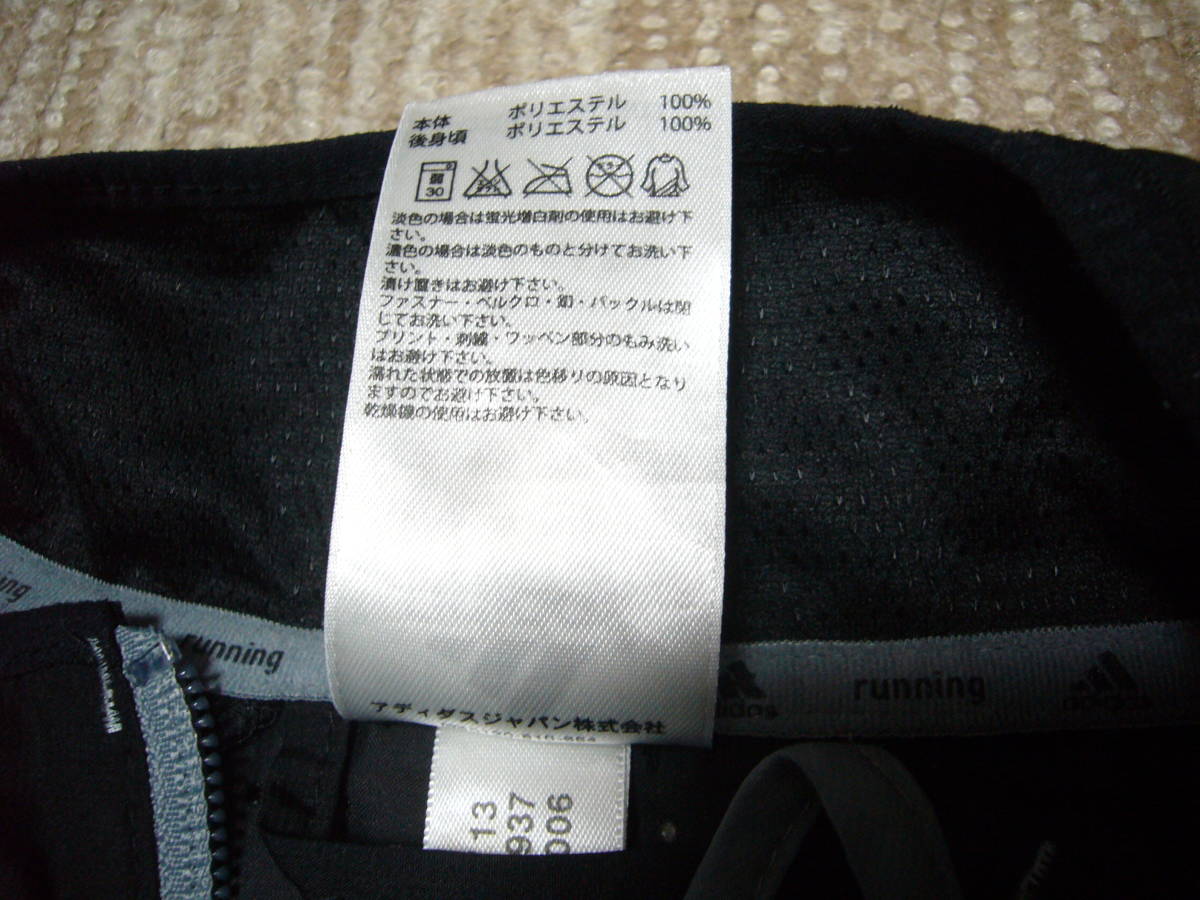 本体 ポリエステル 100%
後身頃 ポリエステル 100%
弱
30
淡色の場合は蛍光増白剤の使用はお避け下
さい。
濃色の場合は淡色のものと分けてお洗い下
さい。
漬け置きはお避け下さい。
ファスナー・ベルクロ・釦・バックルは閉
じてお洗い下さい。
プリント・刺繍・ワッペン部分のもみ洗い
はお避け下さい。
濡れた状態での放置は色移りの原因となり
ますのでお避け下さい。
乾燥機の使用はお避け下さい。
アディダスジャパン株式会社
running
running
adidas
13
937
006